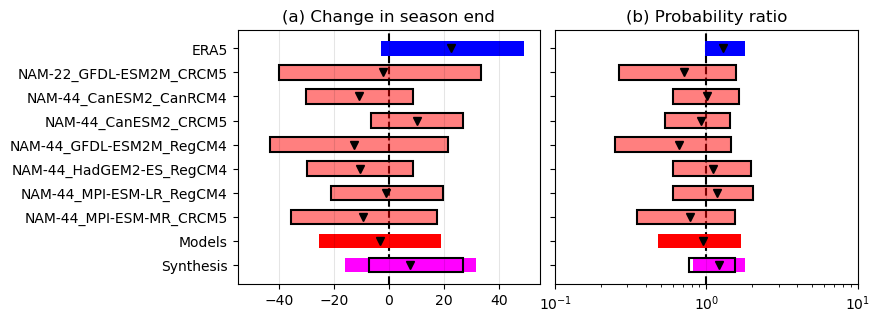 (a) Change in season end
(b) Probability ratio
ERA5
NAM-22_GFDL-ESM2M_CRCM5
NAM-44_CanESM2_CanRCM4
NAM-44_CanESM2_CRCM5
NAM-44_GFDL-ESM2M_RegCM4
NAM-44_HadGEM2-ES_RegCM4
NAM-44_MPI-ESM-LR_RegCM4
NAM-44_MPI-ESM-MR_CRCM5
Models
Synthesis
−40 −20 0 20 40
10⁻¹ 10⁰ 10¹